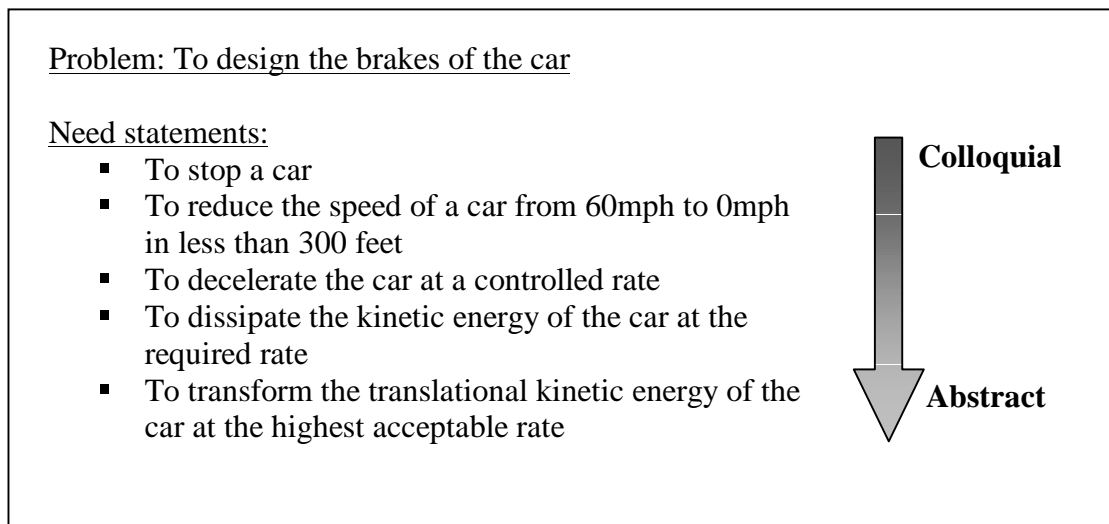 Problem: To design the brakes of the car
Need statements:
▪ To stop a car
▪ To reduce the speed of a car from 60mph to 0mph
in less than 300 feet
▪ To decelerate the car at a controlled rate
▪ To dissipate the kinetic energy of the car at the
required rate
▪ To transform the translational kinetic energy of the
car at the highest acceptable rate
Colloquial
Abstract